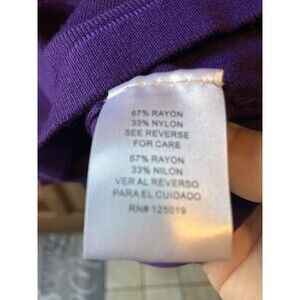 67% RAYON
33% NYLON
SEE REVERSE
FOR CARE
67% RAYON
33% NILON
VER AL REVERSO
PARA EL CUIDADO
RN# 125019